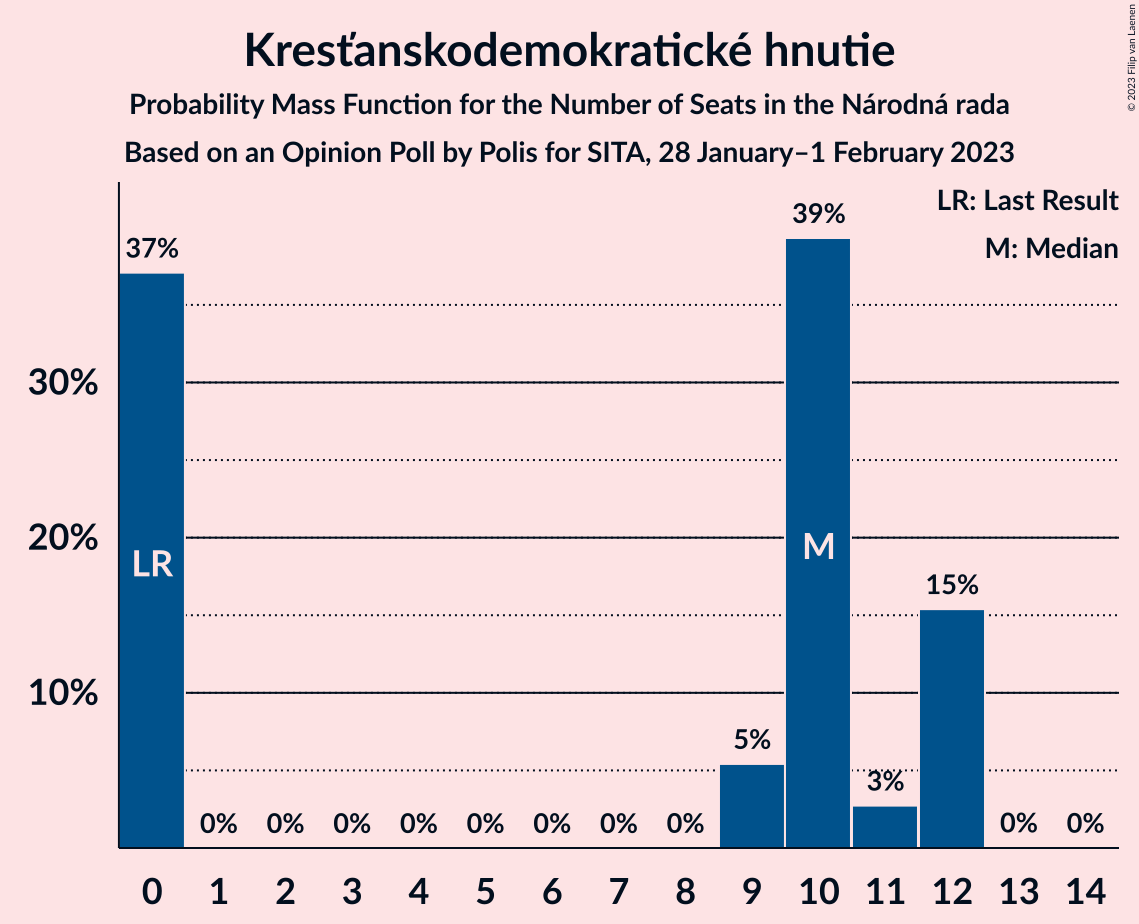 © 2023 Filip van Laenen
Kresťanskodemokratické hnutie
Probability Mass Function for the Number of Seats in the Národná rada
Based on an Opinion Poll by Polis for SITA, 28 January–1 February 2023
LR: Last Result
M: Median
37%
39%
30%
20%
10%
LR
M
15%
5%
3%
0% 0% 0% 0% 0% 0% 0% 0% 0% 0%
0 1 2 3 4 5 6 7 8 9 10 11 12 13 14